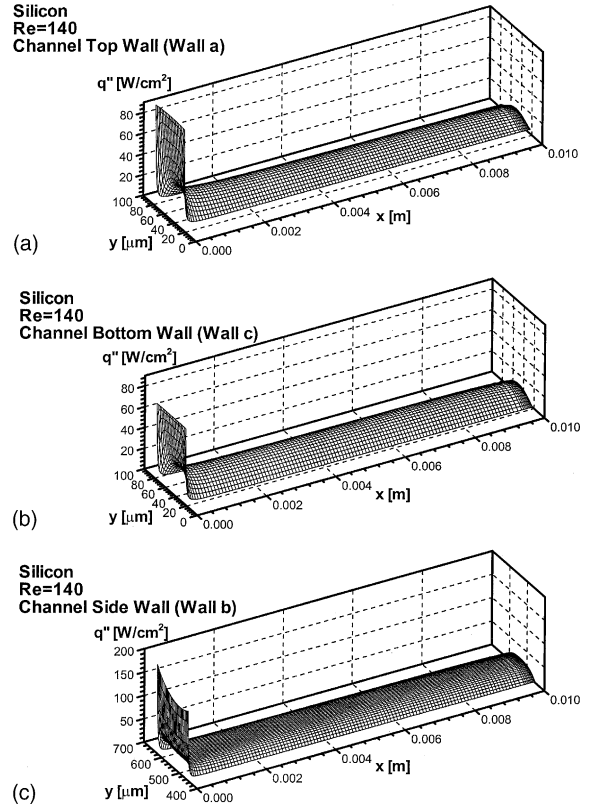 Silicon
Re=140
Channel Top Wall (Wall a)
q" [W/cm²]
80
60
40
20
100
80
60
40
20
0
y [µm]
0.000
0.002
0.004
0.006
0.008
0.010
x [m]
(a)
Silicon
Re=140
Channel Bottom Wall (Wall c)
q" [W/cm²]
80
60
40
20
100
80
60
40
20
0
y [µm]
0.000
0.002
0.004
0.006
0.008
0.010
x [m]
(b)
Silicon
Re=140
Channel Side Wall (Wall b)
q" [W/cm²]
200
150
100
50
700
600
500
400
y [µm]
0.000
0.002
0.004
0.006
0.008
0.010
x [m]
(c)